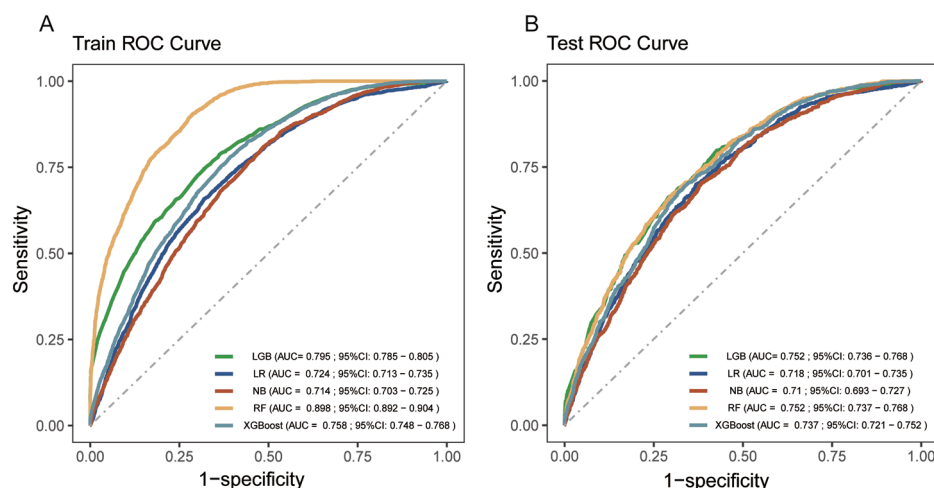 A
Train ROC Curve
1.00
0.75
0.50
0.25
0.00
Sensitivity
LGB (AUC= 0.795 ; 95%CI: 0.785 − 0.805 )
LR (AUC = 0.724 ; 95%CI: 0.713 − 0.735 )
NB (AUC = 0.714 ; 95%CI: 0.703 − 0.725 )
RF (AUC = 0.898 ; 95%CI: 0.892 − 0.904 )
XGBoost (AUC = 0.758 ; 95%CI: 0.748 − 0.768 )
0.00 0.25 0.50 0.75 1.00
1−specificity
B
Test ROC Curve
1.00
0.75
0.50
0.25
0.00
Sensitivity
LGB (AUC = 0.752 ; 95%CI: 0.736 − 0.768 )
LR (AUC = 0.718 ; 95%CI: 0.701 − 0.735 )
NB (AUC = 0.71 ; 95%CI: 0.693 − 0.727 )
RF (AUC = 0.752 ; 95%CI: 0.737 − 0.768 )
XGBoost (AUC = 0.737 ; 95%CI: 0.721 − 0.752 )
0.00 0.25 0.50 0.75 1.00
1−specificity